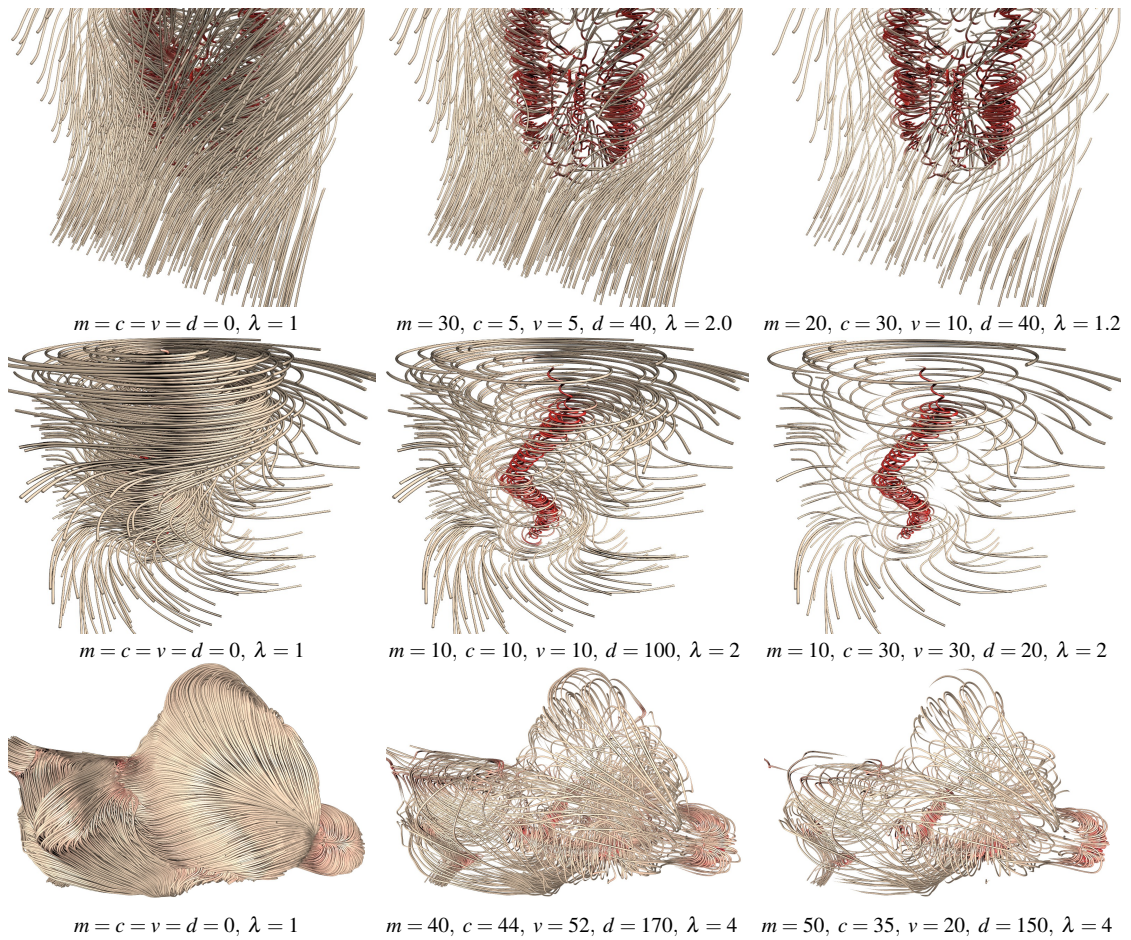 m = c = v = d = 0, λ = 1
m = 30, c = 5, v = 5, d = 40, λ = 2.0
m = 20, c = 30, v = 10, d = 40, λ = 1.2
m = c = v = d = 0, λ = 1
m = 10, c = 10, v = 10, d = 100, λ = 2
m = 10, c = 30, v = 30, d = 20, λ = 2
m = c = v = d = 0, λ = 1
m = 40, c = 44, v = 52, d = 170, λ = 4
m = 50, c = 35, v = 20, d = 150, λ = 4